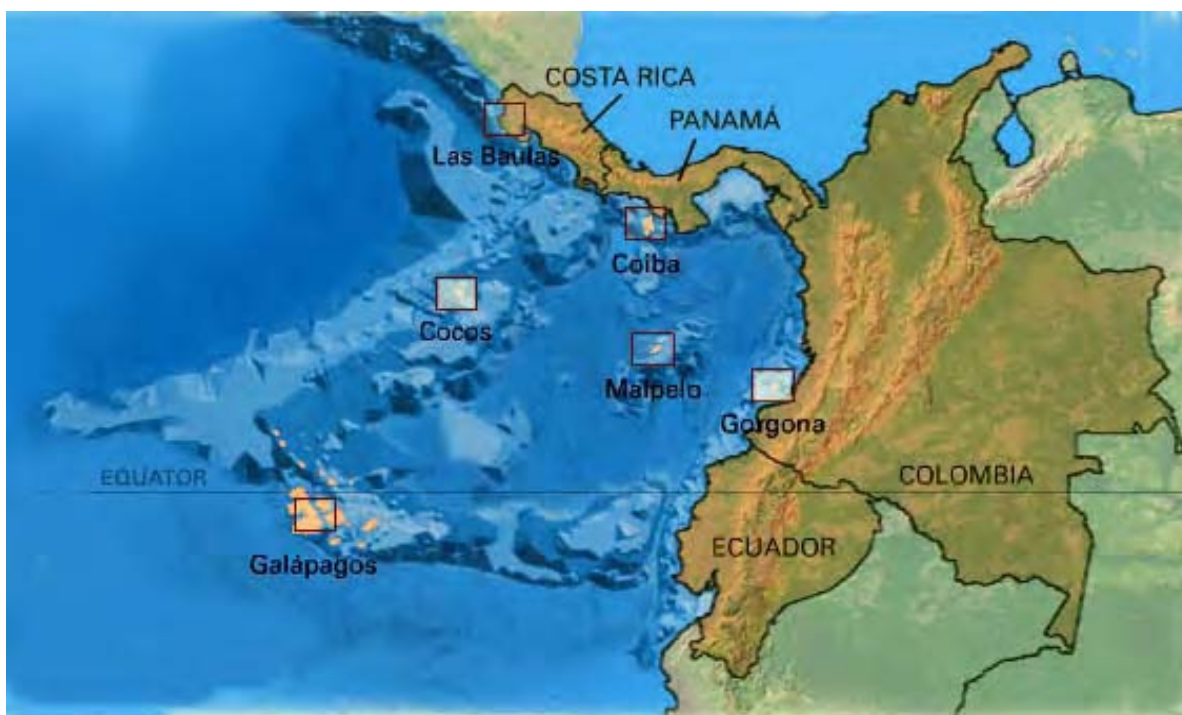 COSTA RICA
PANAMÁ
Las Baulas
Coiba
Cocos
Malpelo
Gorgona
EQUATOR
COLOMBIA
ECUADOR
Galápagos